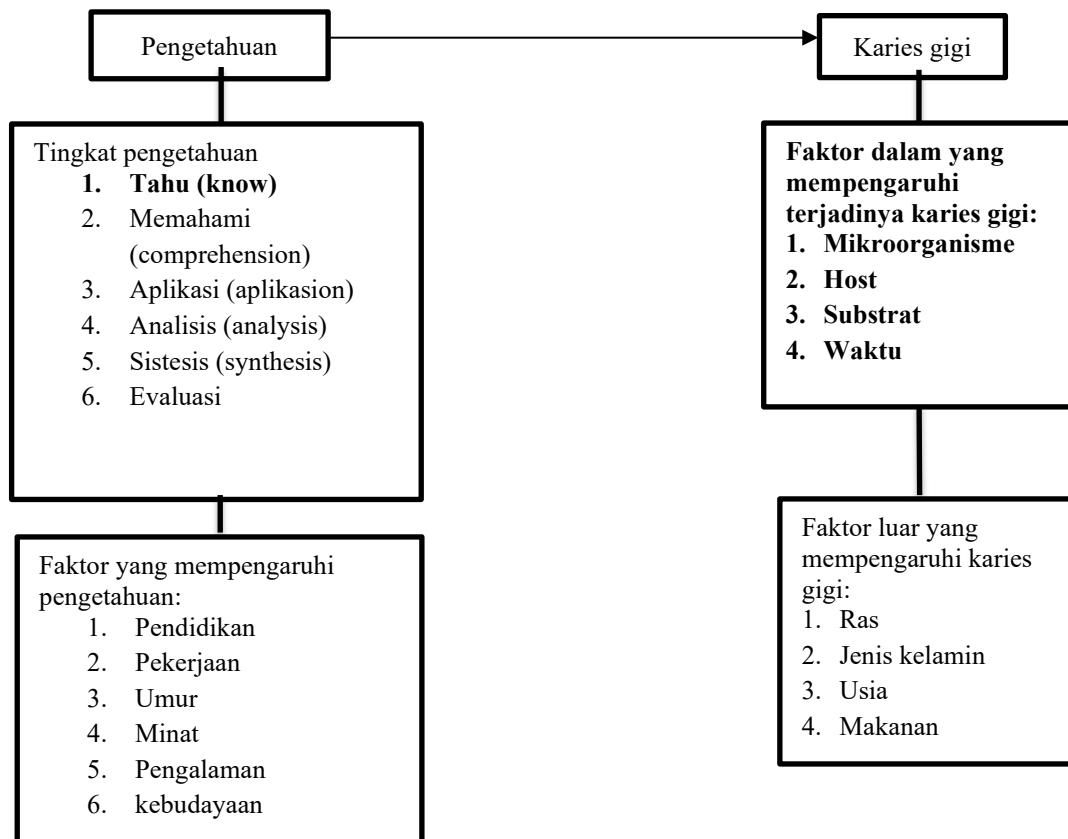 Pengetahuan
Karies gigi
Tingkat pengetahuan
1. Tahu (know)
2. Memahami
(comprehension)
3. Aplikasi (aplikasion)
4. Analisis (analysis)
5. Sistesis (synthesis)
6. Evaluasi
Faktor dalam yang
mempengaruhi
terjadinya karies gigi:
1. Mikroorganisme
2. Host
3. Substrat
4. Waktu
Faktor yang mempengaruhi
pengetahuan:
1. Pendidikan
2. Pekerjaan
3. Umur
4. Minat
5. Pengalaman
6. kebudayaan
Faktor luar yang
mempengaruhi karies
gigi:
1. Ras
2. Jenis kelamin
3. Usia
4. Makanan